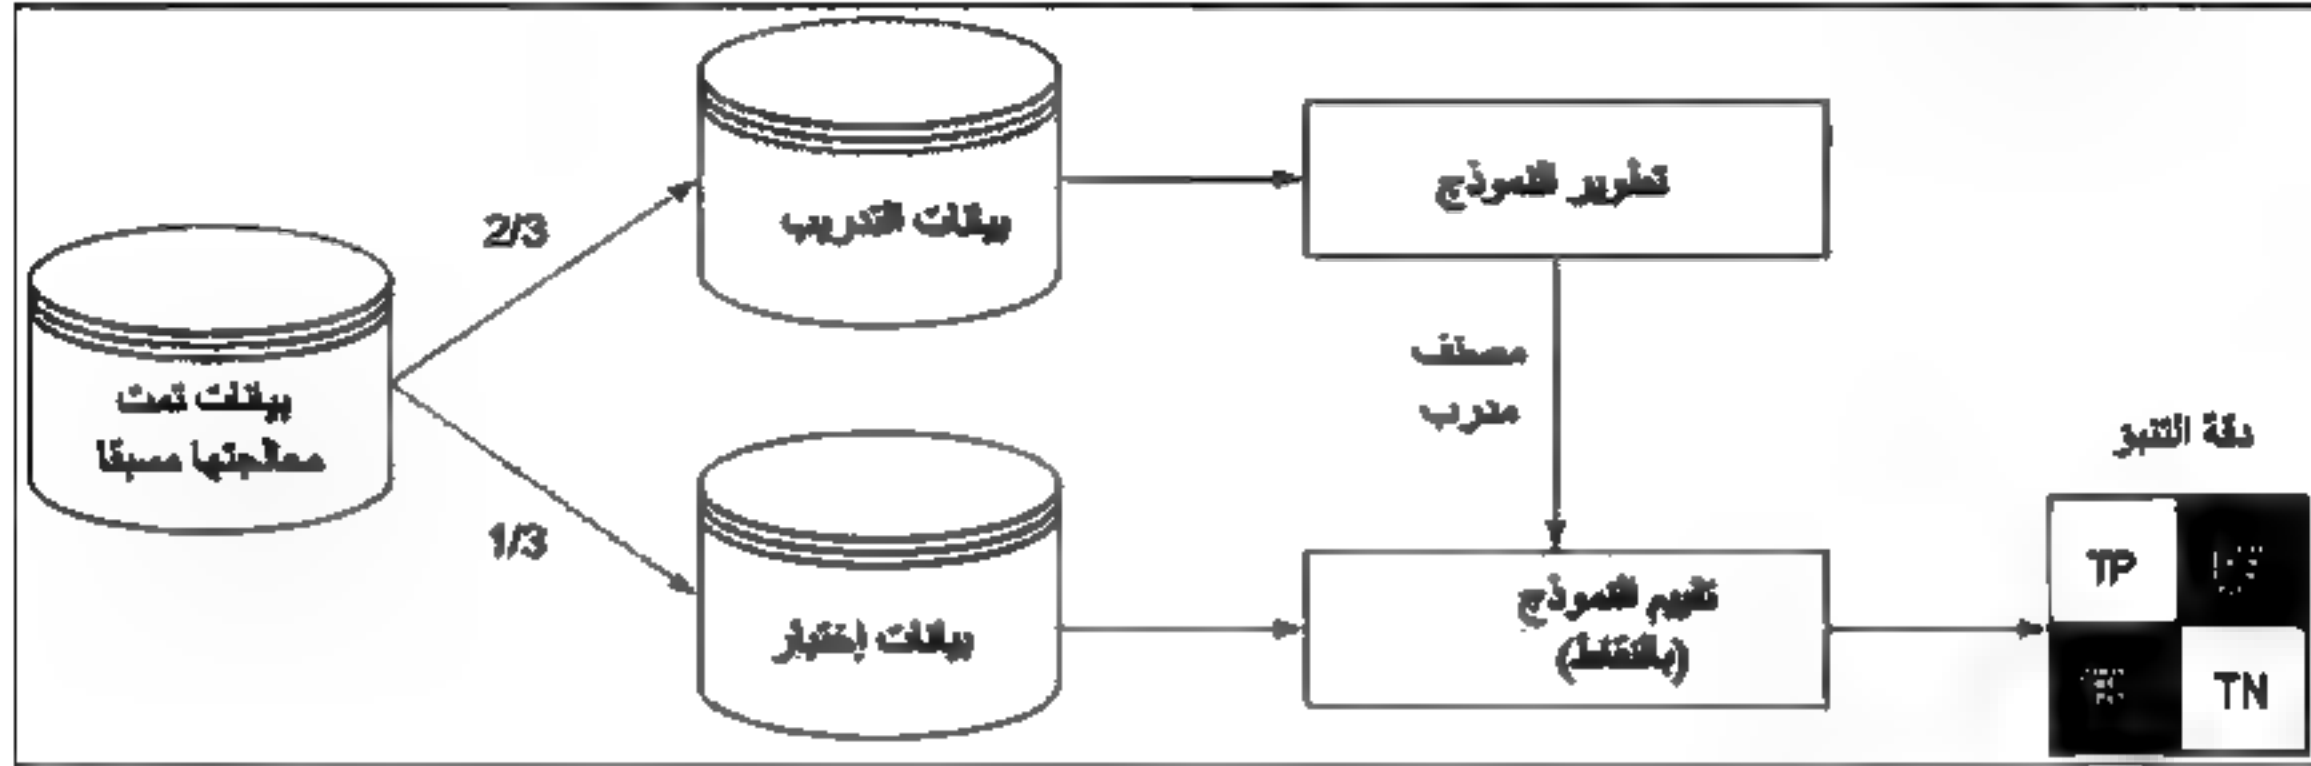 بيانات تمت
معالجتها مسبقا
2/3
1/3
بيانات التدريب
بيانات إختبار
تطوير النموذج
مصنف
مدرب
تقييم النموذج
(بالنقاط)
دقة التنبؤ
TP
TN